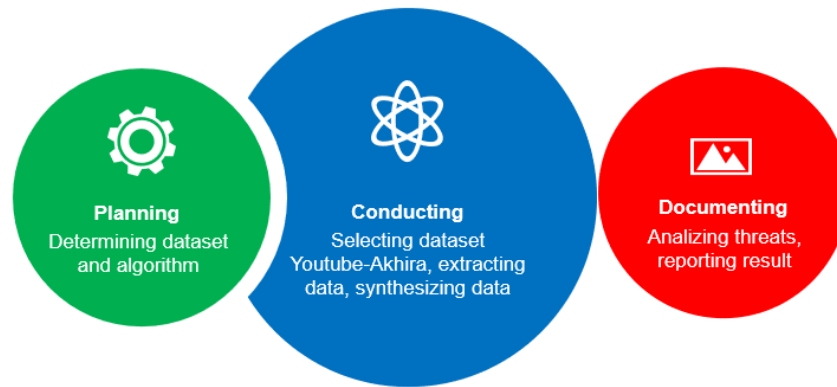 Planning
Determining dataset
and algorithm
Conducting
Selecting dataset
Youtube-Akhira, extracting
data, synthesizing data
Documenting
Analizing threats,
reporting result